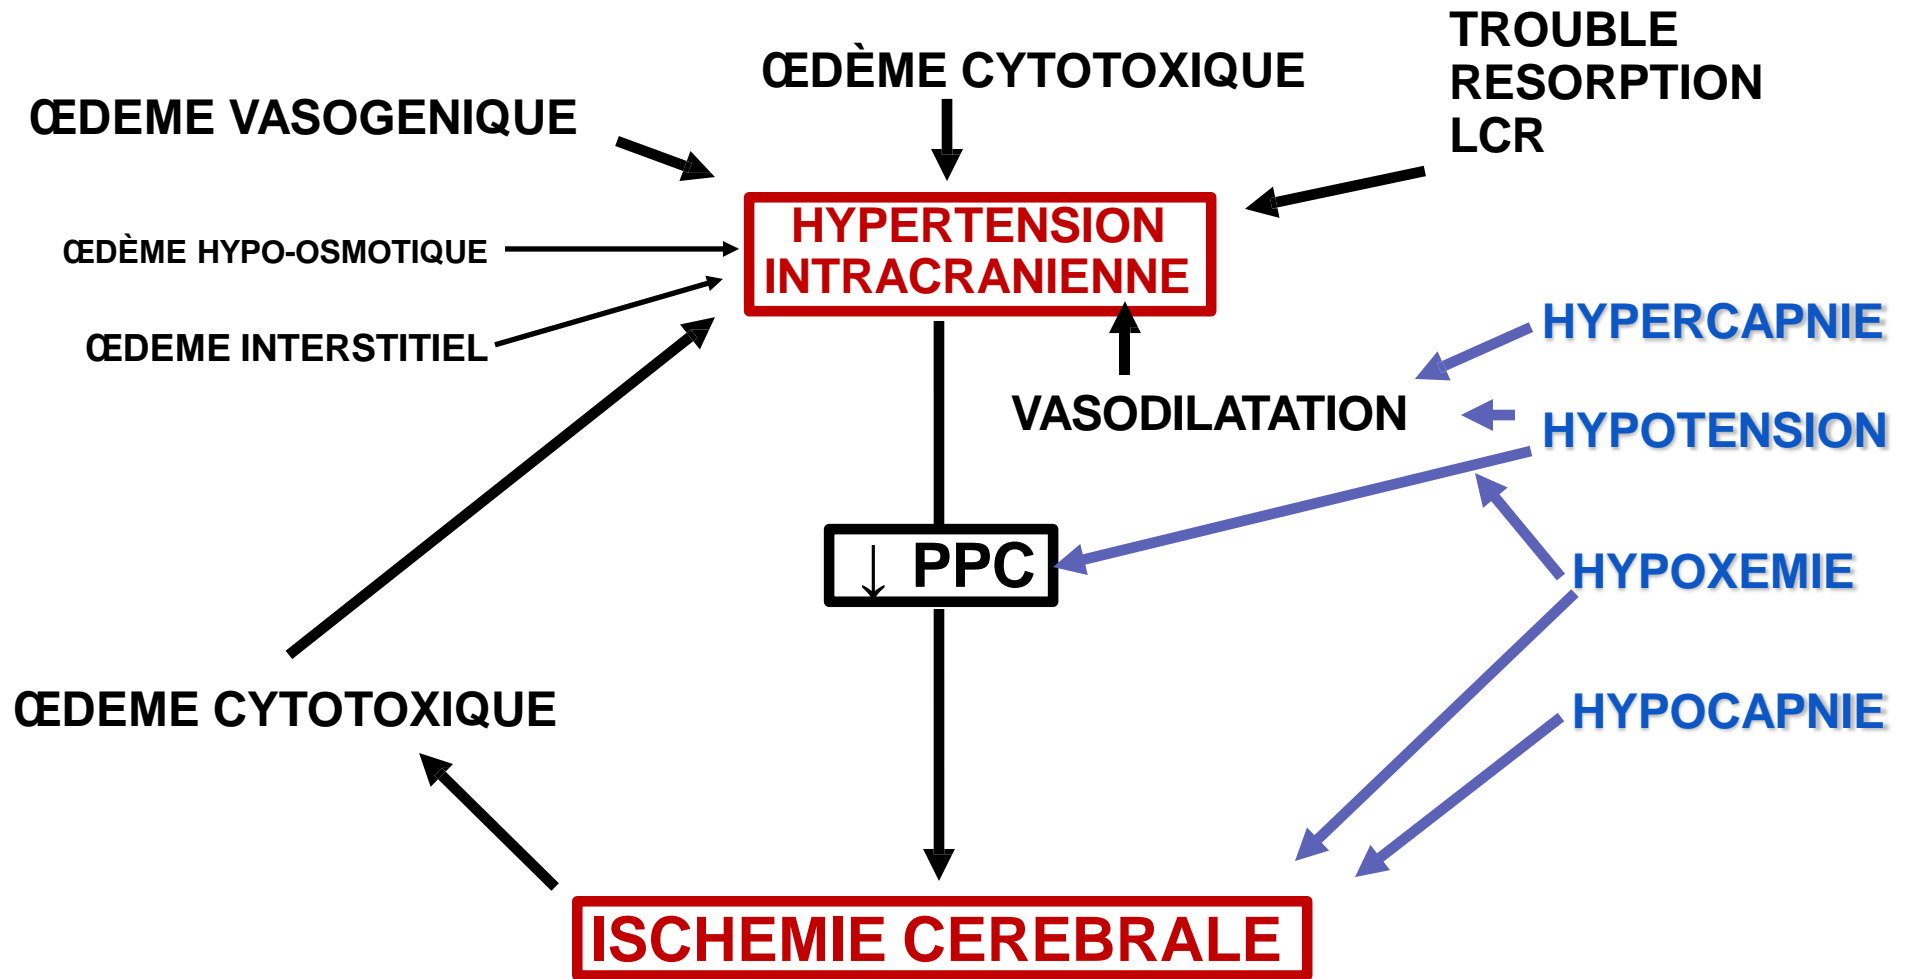 TROUBLE
RESORPTION
LCR
ŒDÈME CYTOTOXIQUE
ŒDEME VASOGENIQUE
HYPERTENSION
INTRACRANIENNE
ŒDÈME HYPO-OSMOTIQUE
ŒDEME INTERSTITIEL
HYPERCAPNIE
VASODILATATION
HYPOTENSION
↓ PPC
HYPOXEMIE
ŒDEME CYTOTOXIQUE
HYPOCAPNIE
ISCHEMIE CEREBRALE